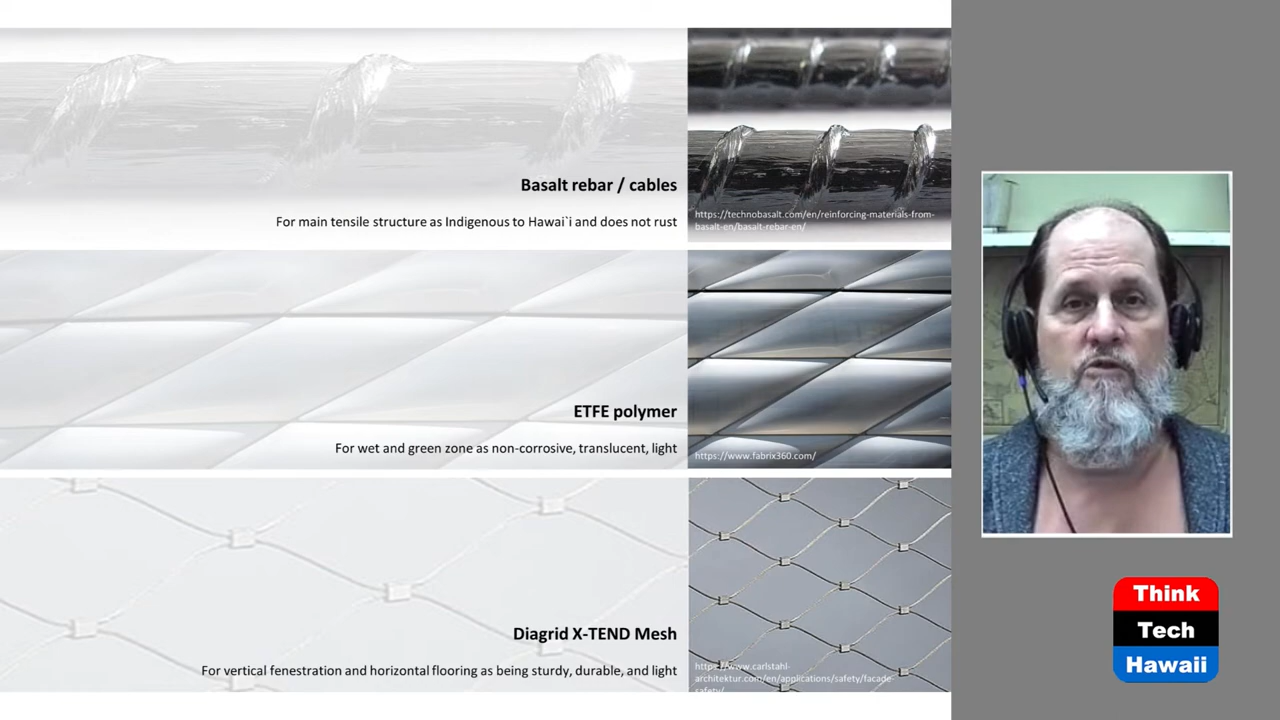 Basalt rebar / cables
For main tensile structure as Indigenous to Hawai`i and does not rust
https://technobasalt.com/en/reinforcing-materials-from-
basalt-en/basalt-rebar-en/
ETFE polymer
For wet and green zone as non-corrosive, translucent, light
https://www.fabrix360.com/
Diagrid X-TEND Mesh
For vertical fenestration and horizontal flooring as being sturdy, durable, and light
https://www.carlstahl-
architektur.com/en/applications/safety/facade-
safety/
Think
Tech
Hawaii